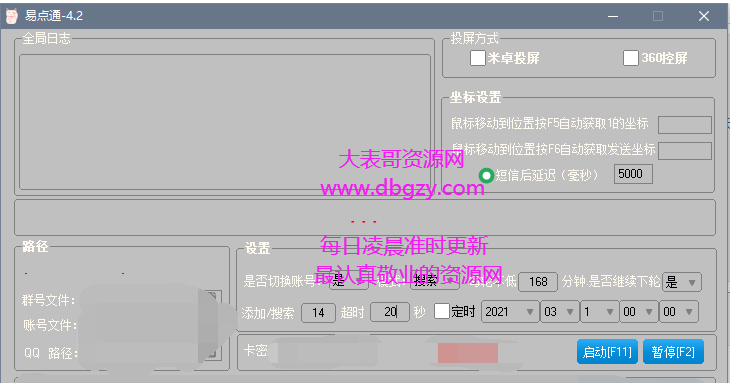 易点通-4.2
全局日志
投屏方式
米卓投屏
360控屏
坐标设置
鼠标移动到位置按F5自动获取1的坐标
鼠标移动到位置按F6自动获取发送坐标
短信后延迟（毫秒）
5000
大表哥资源网
www.dbgzy.com
- - -
每日凌晨准时更新
最认真敬业的资源网
路径
群号文件:
账号文件:
QQ 路径:
设置
是否切换账号 是 搜索 低 168 分钟 是否继续下轮 是
添加/搜索 14 超时 20 秒 定时 2021 03 1 00 00
卡密
启动[F11]
暂停[F2]